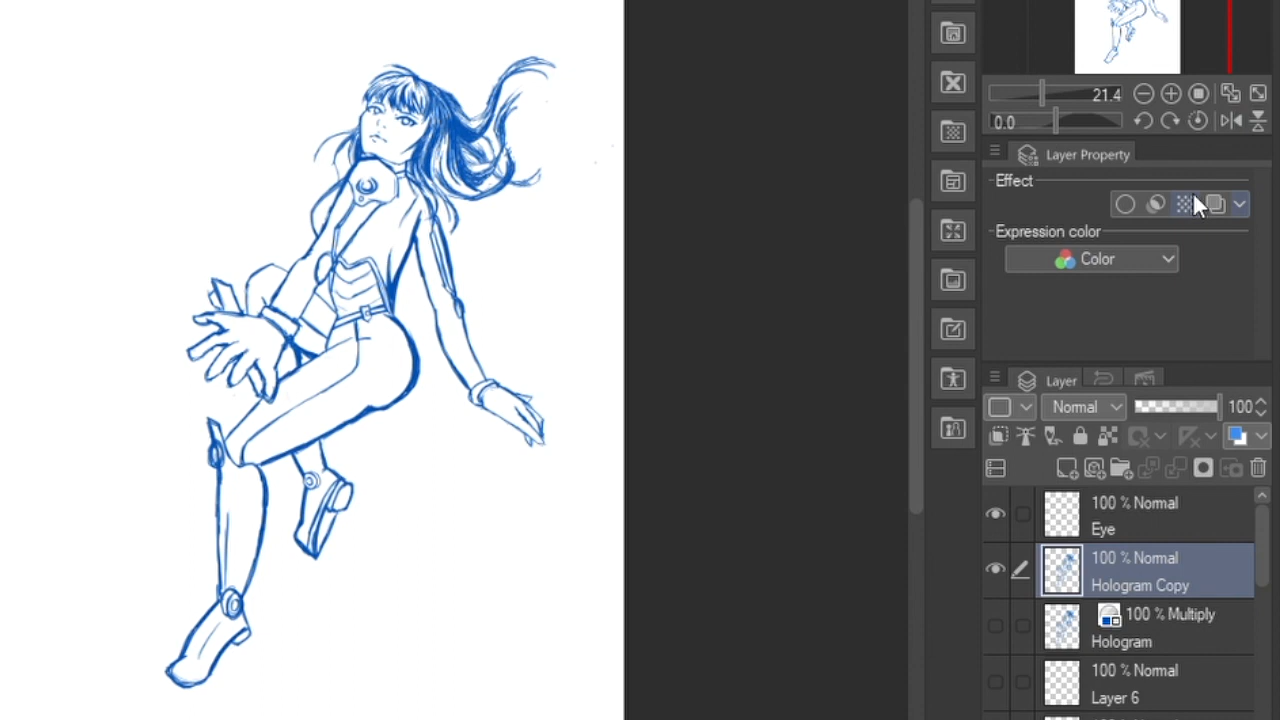 21.4
0.0
Layer Property
Effect
Expression color
Color
Layer
Normal
100
100 % Normal
Eye
100 % Normal
Hologram Copy
100 % Multiply
Hologram
100 % Normal
Layer 6